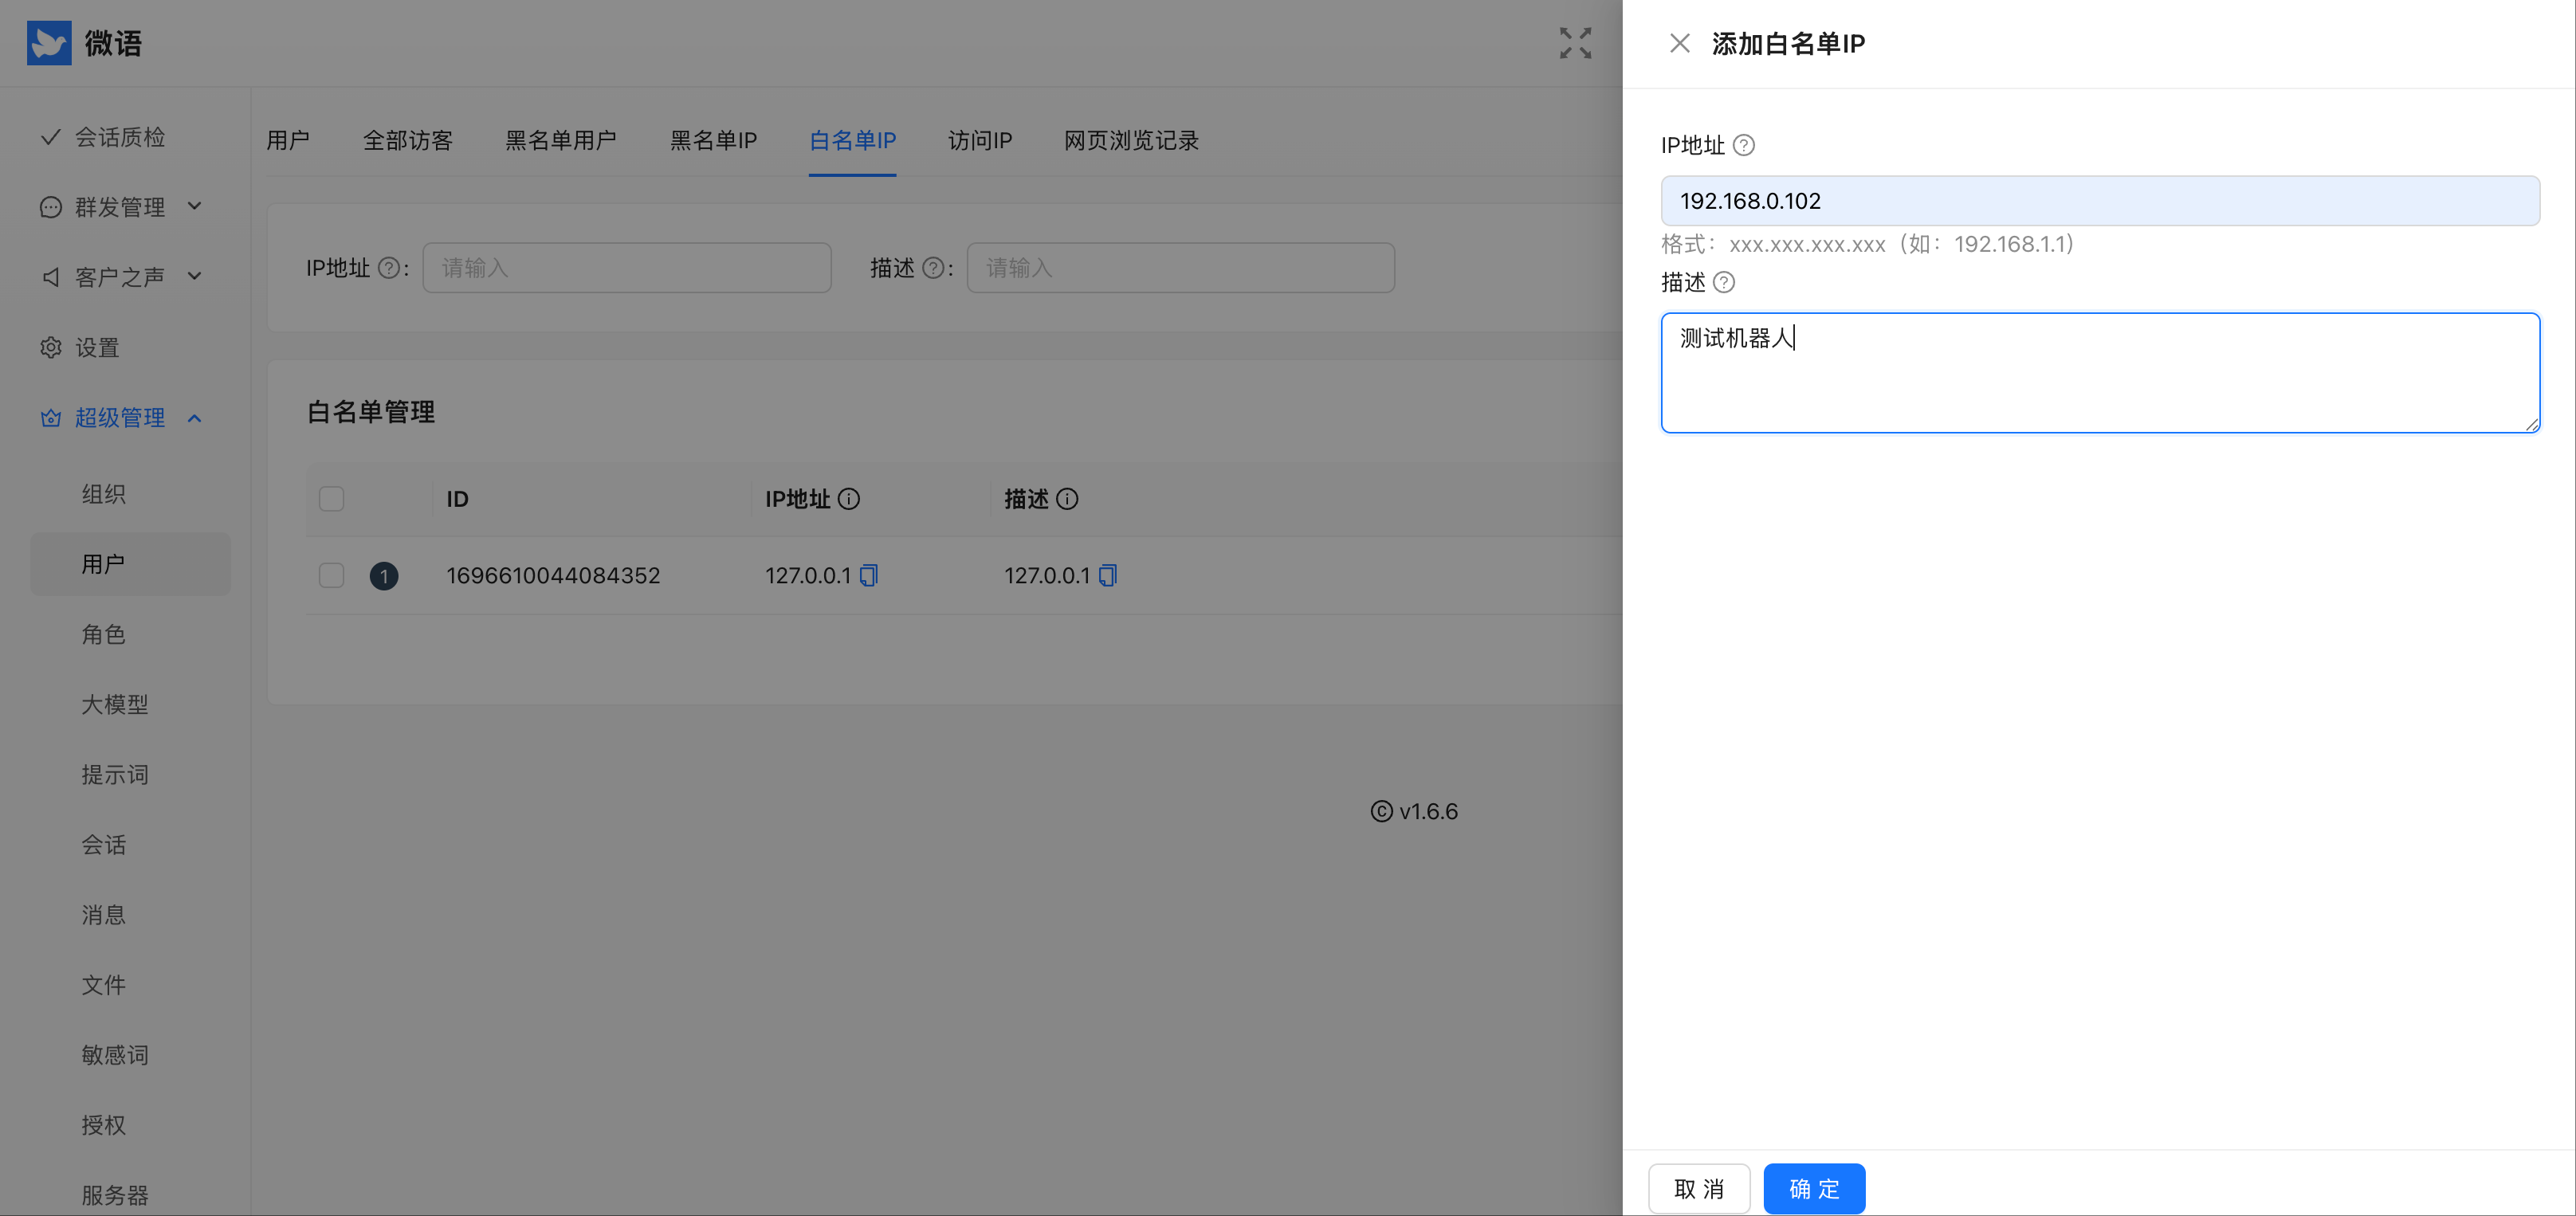 微语
会话质检
群发管理
客户之声
设置
超级管理
组织
用户
角色
大模型
提示词
会话
消息
文件
敏感词
授权
服务器
用户 全部访客 黑名单用户 黑名单IP 白名单IP 访问IP 网页浏览记录
IP地址 : 请输入 描述 : 请输入
白名单管理
ID IP地址 描述
1 1696610044084352 127.0.0.1 127.0.0.1
© v1.6.6
添加白名单IP
IP地址
192.168.0.102
格式：xxx.xxx.xxx.xxx（如：192.168.1.1）
描述
测试机器人
取 消 确 定